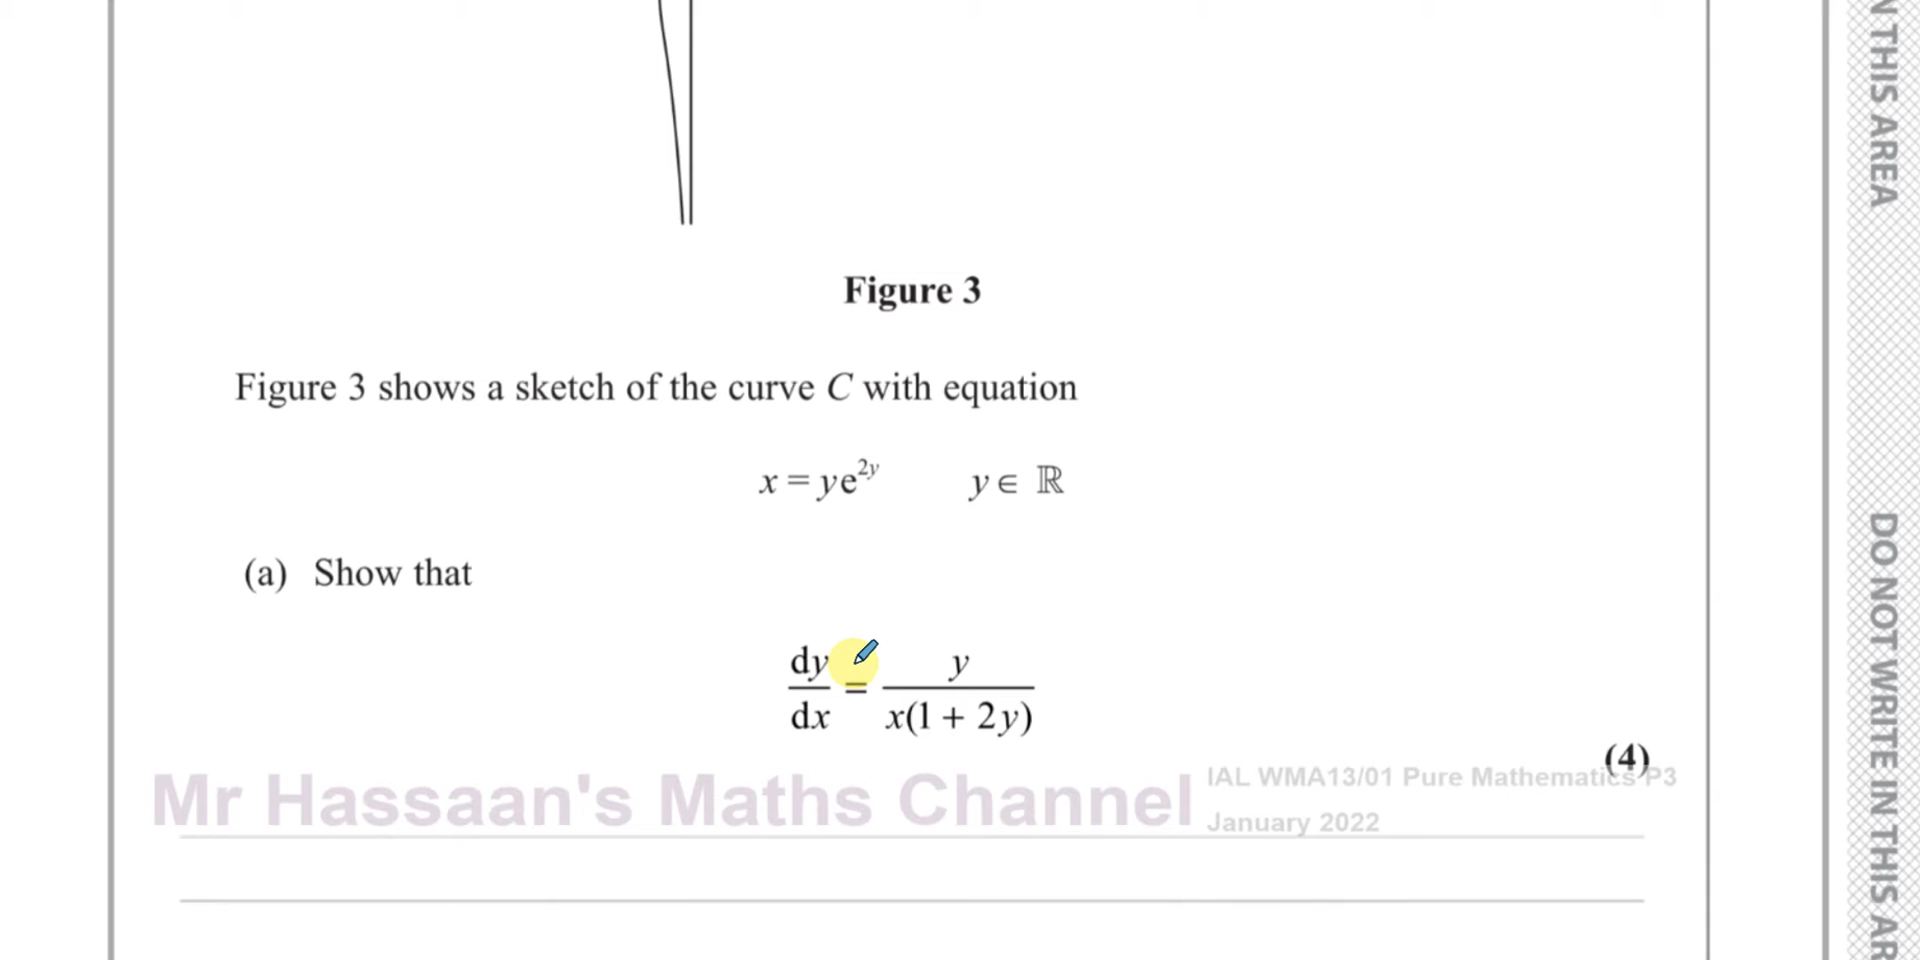 N THIS AREA
Figure 3
Figure 3 shows a sketch of the curve C with equation
x = ye^{2y}    y ∈ ℝ
(a) Show that
dy/dx = y/(x(1 + 2y))
(4)
Mr Hassaan's Maths Channel
IAL WMA13/01 Pure Mathematics P3
January 2022
DO NOT WRITE IN THIS AR